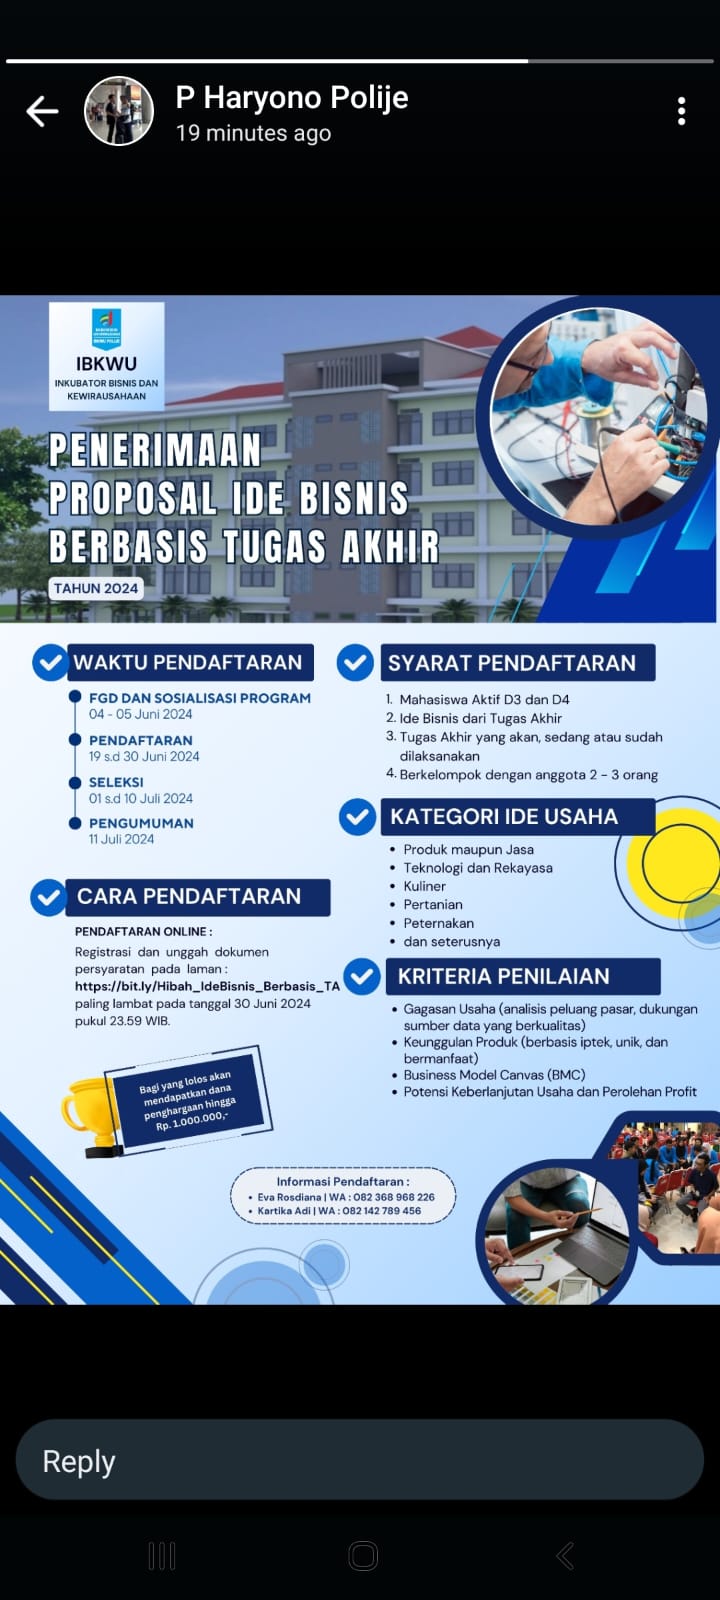 P Haryono Polije
19 minutes ago
IBKWU
INKUBATOR BISNIS DAN
KEWIRAUSAHAAN
PENERIMAAN
PROPOSAL IDE BISNIS
BERBASIS TUGAS AKHIR
TAHUN 2024
WAKTU PENDAFTARAN
FGD DAN SOSIALISASI PROGRAM
04 - 05 Juni 2024
PENDAFTARAN
19 s.d 30 Juni 2024
SELEKSI
01 s.d 10 Juli 2024
PENGUMUMAN
11 Juli 2024
CARA PENDAFTARAN
PENDAFTARAN ONLINE :
Registrasi dan unggah dokumen
persyaratan pada laman :
https://bit.ly/Hibah_IdeBisnis_Berbasis_TA
paling lambat pada tanggal 30 Juni 2024
pukul 23.59 WIB.
Bagi yang lolos akan
mendapatkan dana
penghargaan hingga
Rp. 1.000.000,-
SYARAT PENDAFTARAN
1. Mahasiswa Aktif D3 dan D4
2. Ide Bisnis dari Tugas Akhir
3. Tugas Akhir yang akan, sedang atau sudah
dilaksanakan
4. Berkelompok dengan anggota 2 - 3 orang
KATEGORI IDE USAHA
• Produk maupun Jasa
• Teknologi dan Rekayasa
• Kuliner
• Pertanian
• Peternakan
• dan seterusnya
KRITERIA PENILAIAN
• Gagasan Usaha (analisis peluang pasar, dukungan
sumber data yang berkualitas)
• Keunggulan Produk (berbasis iptek, unik, dan
bermanfaat)
• Business Model Canvas (BMC)
• Potensi Keberlanjutan Usaha dan Perolehan Profit
Informasi Pendaftaran :
• Eva Rosdiana | WA : 082 368 968 226
• Kartika Adi | WA : 082 142 789 456
Reply